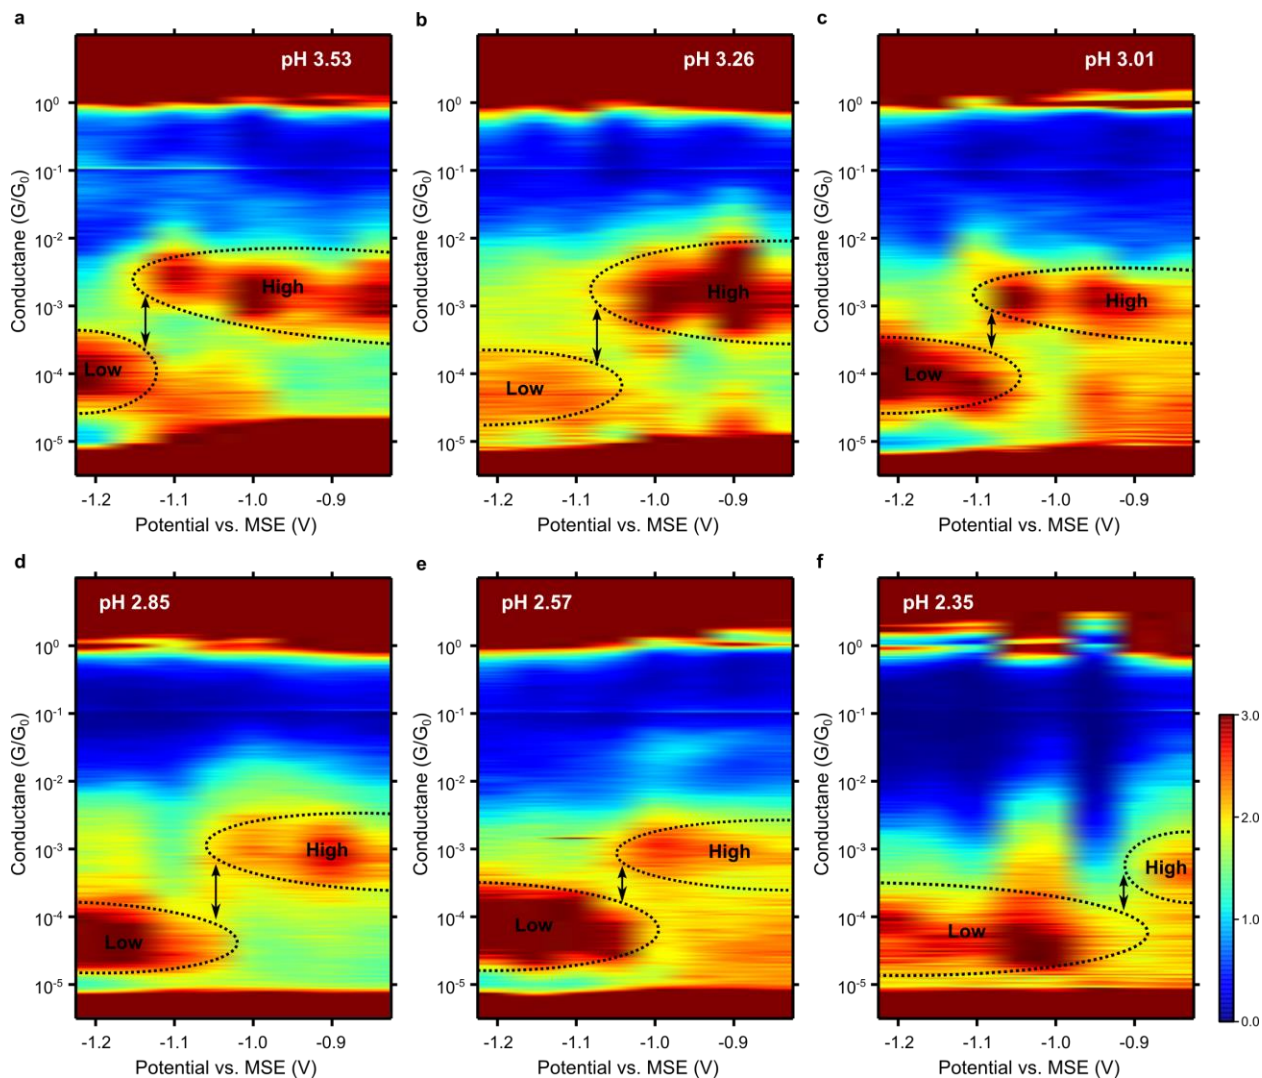 a
pH 3.53
Conductane (G/G0)
10^0
10^-1
10^-2
10^-3
10^-4
10^-5
High
Low
-1.2 -1.1 -1.0 -0.9
Potential vs. MSE (V)
b
pH 3.26
Conductane (G/G0)
10^0
10^-1
10^-2
10^-3
10^-4
10^-5
High
Low
-1.2 -1.1 -1.0 -0.9
Potential vs. MSE (V)
c
pH 3.01
Conductane (G/G0)
10^0
10^-1
10^-2
10^-3
10^-4
10^-5
High
Low
-1.2 -1.1 -1.0 -0.9
Potential vs. MSE (V)
d
pH 2.85
Conductane (G/G0)
10^0
10^-1
10^-2
10^-3
10^-4
10^-5
High
Low
-1.2 -1.1 -1.0 -0.9
Potential vs. MSE (V)
e
pH 2.57
Conductane (G/G0)
10^0
10^-1
10^-2
10^-3
10^-4
10^-5
High
Low
-1.2 -1.1 -1.0 -0.9
Potential vs. MSE (V)
f
pH 2.35
Conductane (G/G0)
10^0
10^-1
10^-2
10^-3
10^-4
10^-5
High
Low
-1.2 -1.1 -1.0 -0.9
Potential vs. MSE (V)
3.0
2.0
1.0
0.0